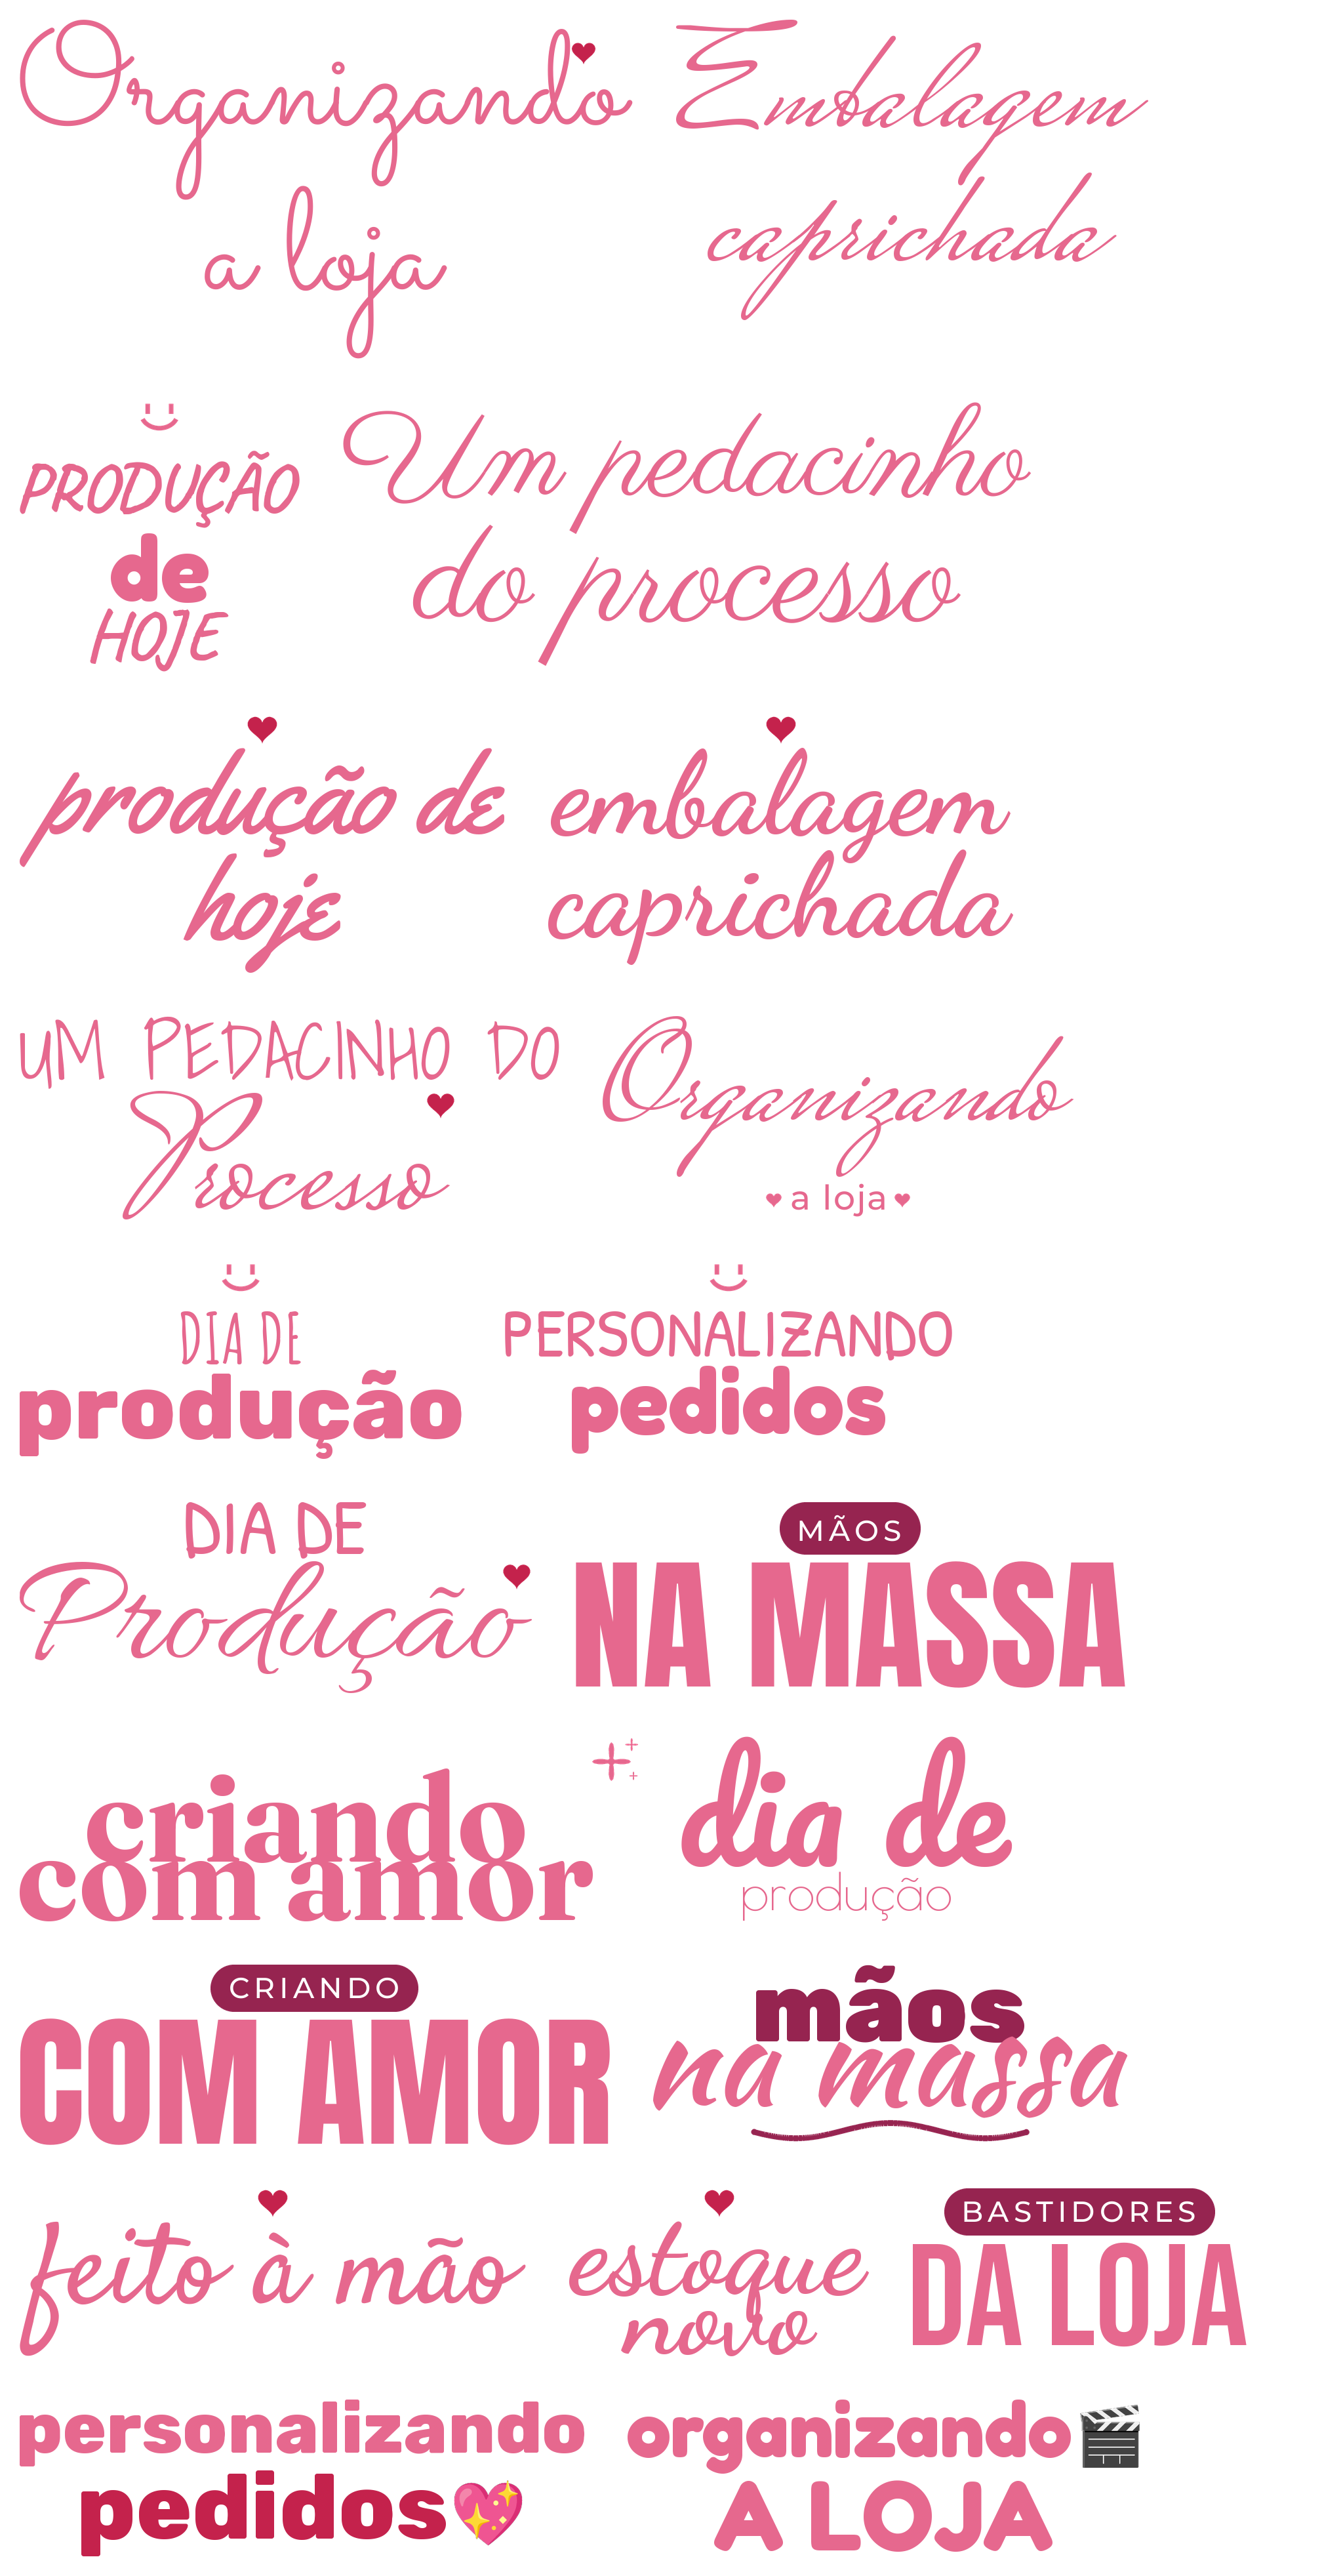 Organizando
a loja
Embalagem
caprichada
PRODUÇÃO
de
HOJE
Um pedacinho
do processo
produção de
hoje
embalagem
caprichada
UM PEDACINHO DO
Processo
Organizando
a loja
DIA DE
produção
PERSONALIZANDO
pedidos
DIA DE
Produção
MÃOS
NA MASSA
criando
com amor
dia de
produção
CRIANDO
COM AMOR
mãos
na massa
feito à mão
estoque
novo
BASTIDORES
DA LOJA
personalizando
pedidos
organizando
A LOJA